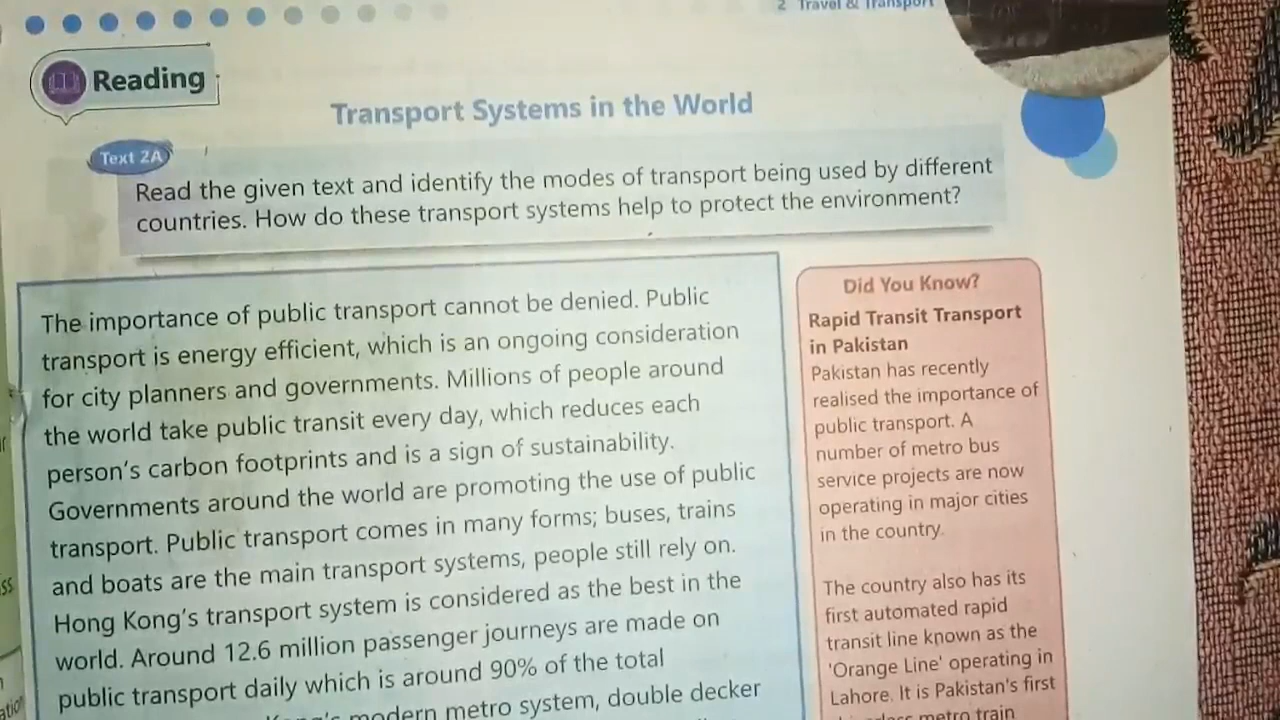 2 Travel & Transport
Reading
Transport Systems in the World
Text 2A
Read the given text and identify the modes of transport being used by different
countries. How do these transport systems help to protect the environment?
The importance of public transport cannot be denied. Public
transport is energy efficient, which is an ongoing consideration
for city planners and governments. Millions of people around
the world take public transit every day, which reduces each
person's carbon footprints and is a sign of sustainability.
Governments around the world are promoting the use of public
transport. Public transport comes in many forms; buses, trains
and boats are the main transport systems, people still rely on.
Hong Kong's transport system is considered as the best in the
world. Around 12.6 million passenger journeys are made on
public transport daily which is around 90% of the total
modern metro system, double decker
Did You Know?
Rapid Transit Transport
in Pakistan
Pakistan has recently
realised the importance of
public transport. A
number of metro bus
service projects are now
operating in major cities
in the country.
The country also has its
first automated rapid
transit line known as the
'Orange Line' operating in
Lahore. It is Pakistan's first
metro train